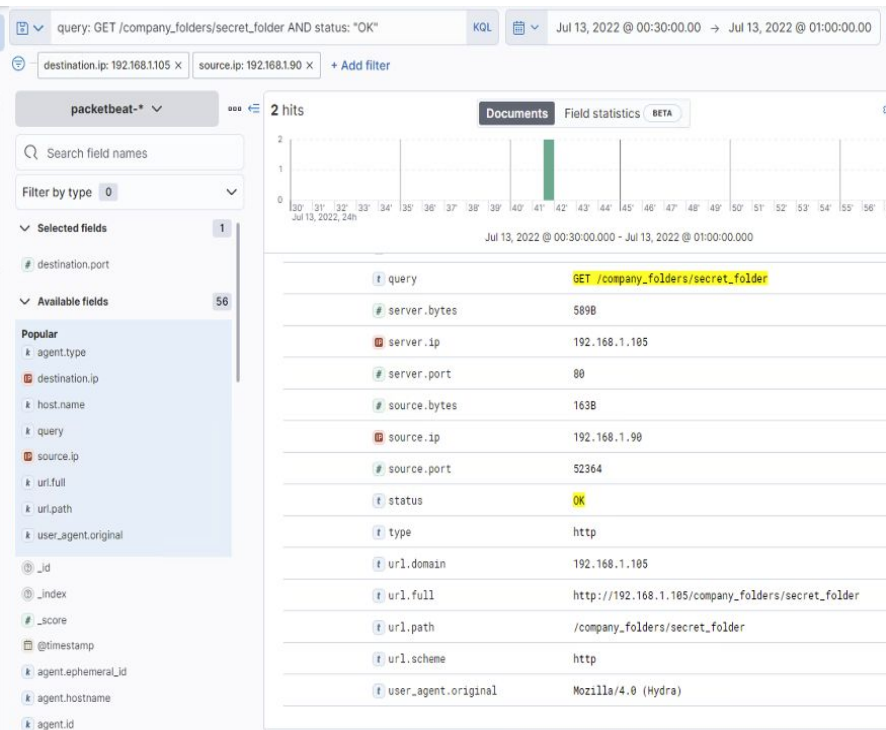 query: GET /company_folders/secret_folder AND status: "OK"
KQL
Jul 13, 2022 @ 00:30:00.00 → Jul 13, 2022 @ 01:00:00.00
destination.ip: 192.168.1.105 ×
source.ip: 192.168.1.90 ×
+ Add filter
packetbeat-*
Search field names
Filter by type 0
Selected fields 1
# destination.port
Available fields 56
Popular
k agent.type
IP destination.ip
k host.name
k query
IP source.ip
k url.full
k url.path
k user_agent.original
_id
_index
# _score
@timestamp
k agent.ephemeral_id
k agent.hostname
k agent.id
2 hits
Documents
Field statistics BETA
2
1
0
30' 31' 32' 33' 34' 35' 36' 37' 38' 39' 40' 41' 42' 43' 44' 45' 46' 47' 48' 49' 50' 51' 52' 53' 54' 55' 56'
Jul 13, 2022, 24h
Jul 13, 2022 @ 00:30:00.000 - Jul 13, 2022 @ 01:00:00.000
t query GET /company_folders/secret_folder
# server.bytes 589B
IP server.ip 192.168.1.105
# server.port 80
# source.bytes 163B
IP source.ip 192.168.1.90
# source.port 52364
t status OK
t type http
t url.domain 192.168.1.105
t url.full http://192.168.1.105/company_folders/secret_folder
t url.path /company_folders/secret_folder
t url.scheme http
t user_agent.original Mozilla/4.0 (Hydra)